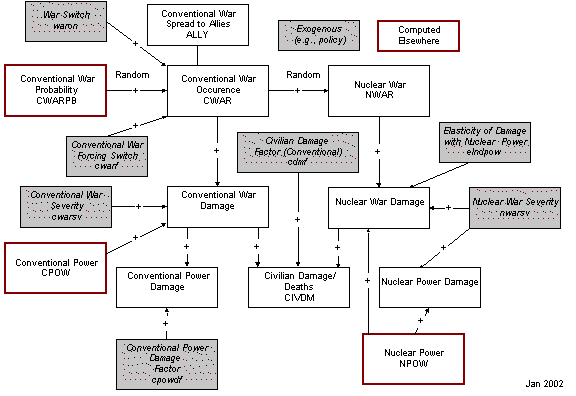 War Switch
waron
Conventional War
Spread to Allies
ALLY
Exogenous
(e.g., policy)
Computed
Elsewhere
+
Conventional War
Probability
CWARPB
Random
+
Conventional War
Occurence
CWAR
Random
+
Nuclear War
NWAR
+
Conventional War
Forcing Switch
cwarf
+
Civilian Damage
Factor (Conventional)
cdmf
+
Elasticity of Damage
with Nuclear Power
elndpow
+
Conventional War
Severity
cwarsv
+
Conventional War
Damage
+
Nuclear War Damage
+
Nuclear War Severity
nwarsv
+
Conventional Power
CPOW
+
+
+
+
+
+
Conventional Power
Damage
Civilian Damage/
Deaths
CIVDM
Nuclear Power Damage
+
+
+
Conventional Power
Damage
Factor
cpowdf
Nuclear Power
NPOW
Jan 2002